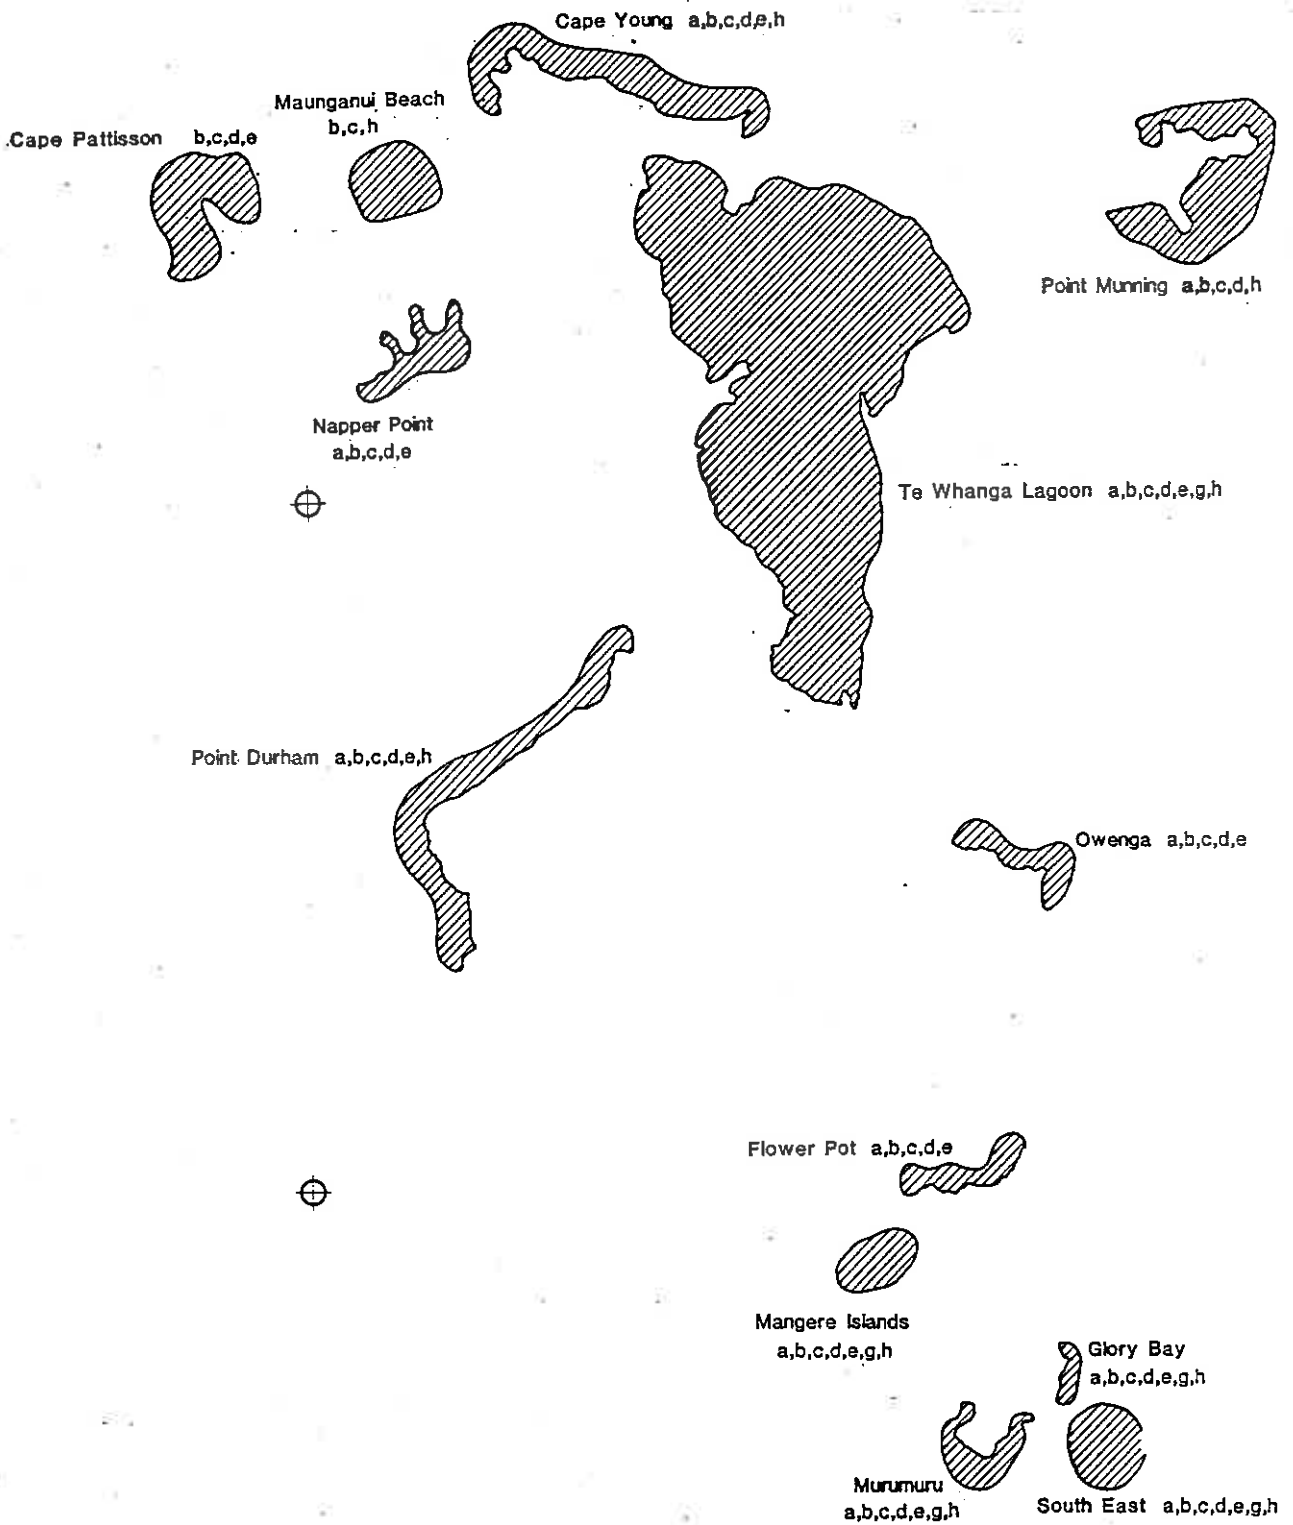 Cape Young a,b,c,d,e,h
Maunganui Beach
b,c,h
Cape Pattisson b,c,d,e
Point Munning a,b,c,d,h
Napper Point
a,b,c,d,e
Te Whanga Lagoon a,b,c,d,e,g,h
Point Durham a,b,c,d,e,h
Owenga a,b,c,d,e
Flower Pot a,b,c,d,e
Mangere Islands
a,b,c,d,e,g,h
Glory Bay
a,b,c,d,e,g,h
Murumuru
a,b,c,d,e,g,h
South East a,b,c,d,e,g,h